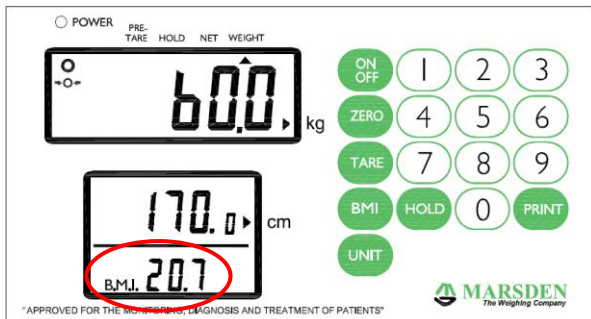 POWER
PRE-TARE HOLD NET WEIGHT
60.0 kg
170.0 cm
B.M.I. 20.7
ON OFF 1 2 3
ZERO 4 5 6
TARE 7 8 9
BMI HOLD 0 PRINT
UNIT
MARSDEN
The Weighing Company
"APPROVED FOR THE MONITORING, DIAGNOSIS AND TREATMENT OF PATIENTS"